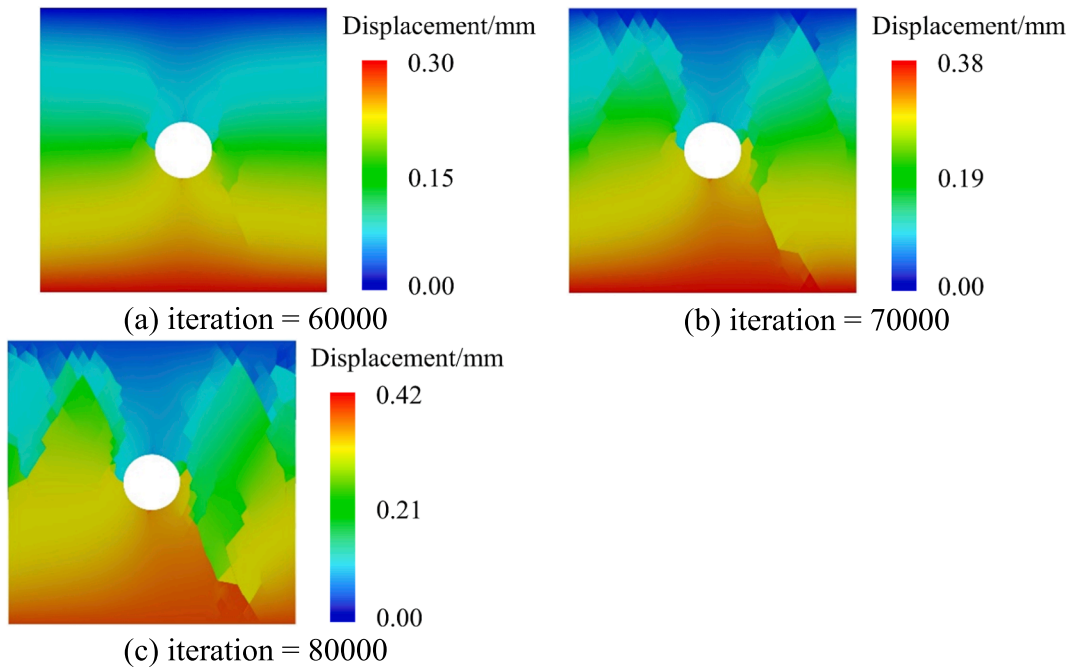 Displacement/mm
0.30
0.15
0.00
(a) iteration = 60000
Displacement/mm
0.38
0.19
0.00
(b) iteration = 70000
Displacement/mm
0.42
0.21
0.00
(c) iteration = 80000